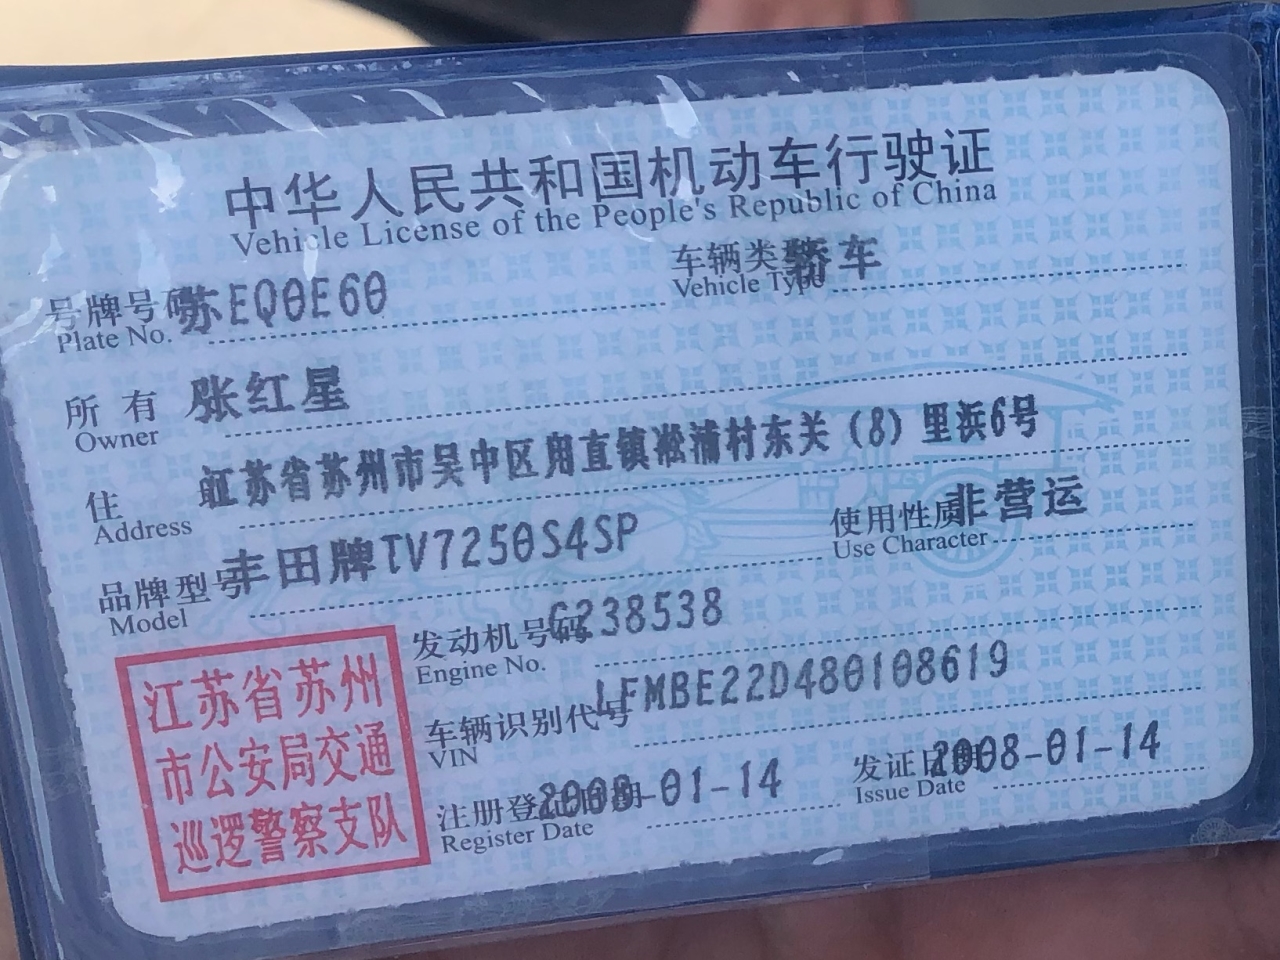 中华人民共和国机动车行驶证
Vehicle License of the People's Republic of China
号牌号码 苏EQ0E60 车辆类型 轿车
Plate No. Vehicle Type
所有 张红星
Owner
住 江苏省苏州市吴中区甪直镇淞浦村东关(8)里浜6号
Address
使用性质 非营运
Use Character
品牌型号 丰田牌TV7250S4SP
Model
发动机号码 C238538
Engine No.
车辆识别代号 LFMBE22D480108619
VIN
注册登记日期 2008-01-14 发证日期 2008-01-14
Register Date Issue Date
江苏省苏州
市公安局交通
巡逻警察支队